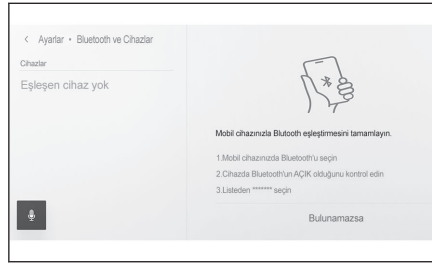 Ayarlar • Bluetooth ve Cihazlar
Cihazlar
Eşleşen cihaz yok
Mobil cihazınızla Blutooth eşleştirmesini tamamlayın.
1.Mobil cihazınızda Bluetooth'u seçin
2.Cihazda Bluetooth'un AÇIK olduğunu kontrol edin
3.Listeden ******* seçin
Bulunamazsa